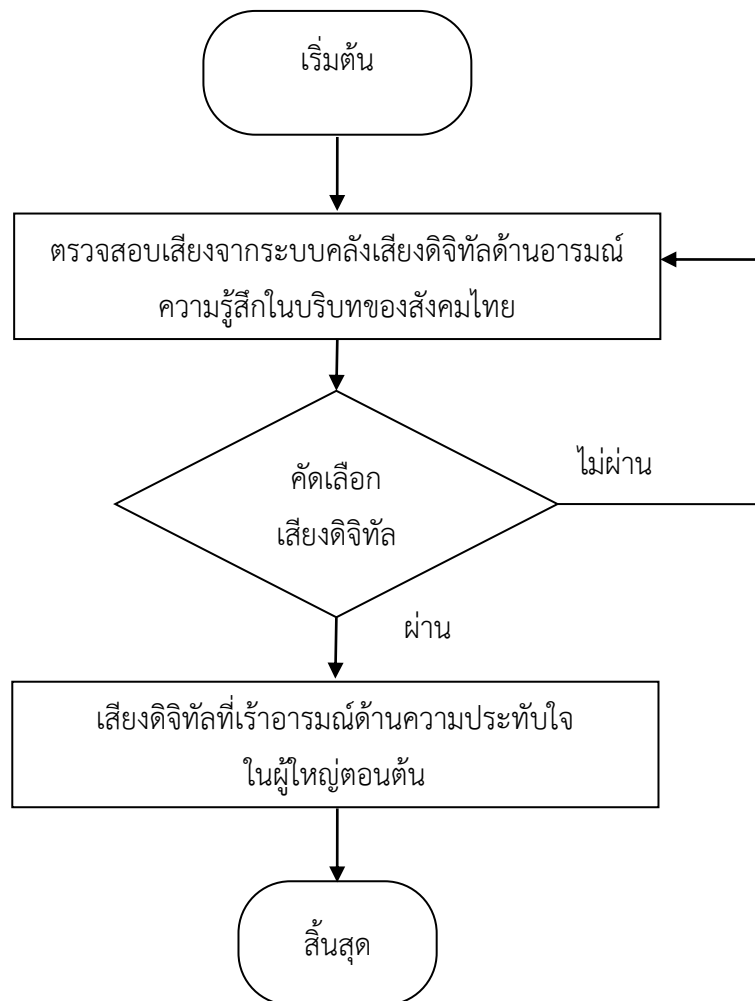 เริ่มต้น
ตรวจสอบเสียงจากระบบคลังเสียงดิจิทัลด้านอารมณ์
ความรู้สึกในบริบทของสังคมไทย
คัดเลือก
เสียงดิจิทัล
ไม่ผ่าน
ผ่าน
เสียงดิจิทัลที่เร้าอารมณ์ด้านความประทับใจ
ในผู้ใหญ่ตอนต้น
สิ้นสุด